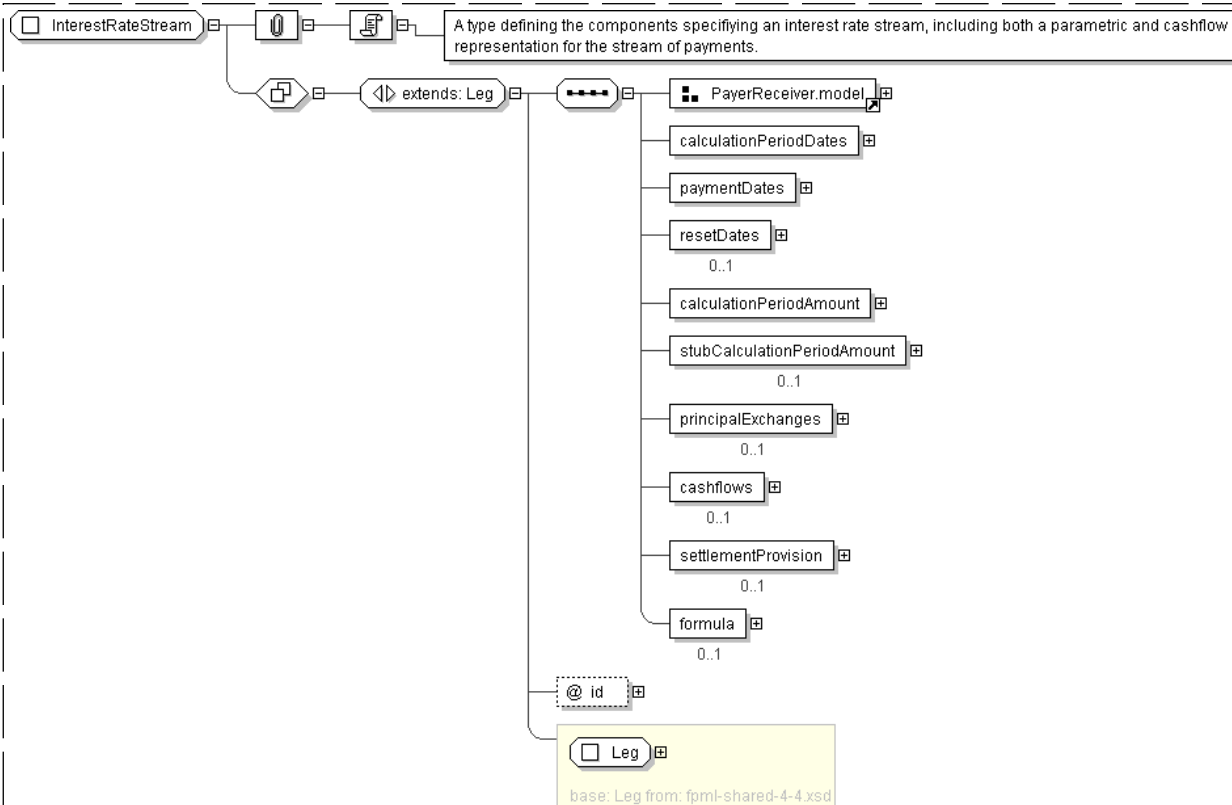 InterestRateStream
A type defining the components specifiying an interest rate stream, including both a parametric and cashflow
representation for the stream of payments.
extends: Leg
PayerReceiver.model
calculationPeriodDates
paymentDates
resetDates
0..1
calculationPeriodAmount
stubCalculationPeriodAmount
0..1
principalExchanges
0..1
cashflows
0..1
settlementProvision
0..1
formula
0..1
@ id
Leg
base: Leg from: fpml-shared-4-4.xsd